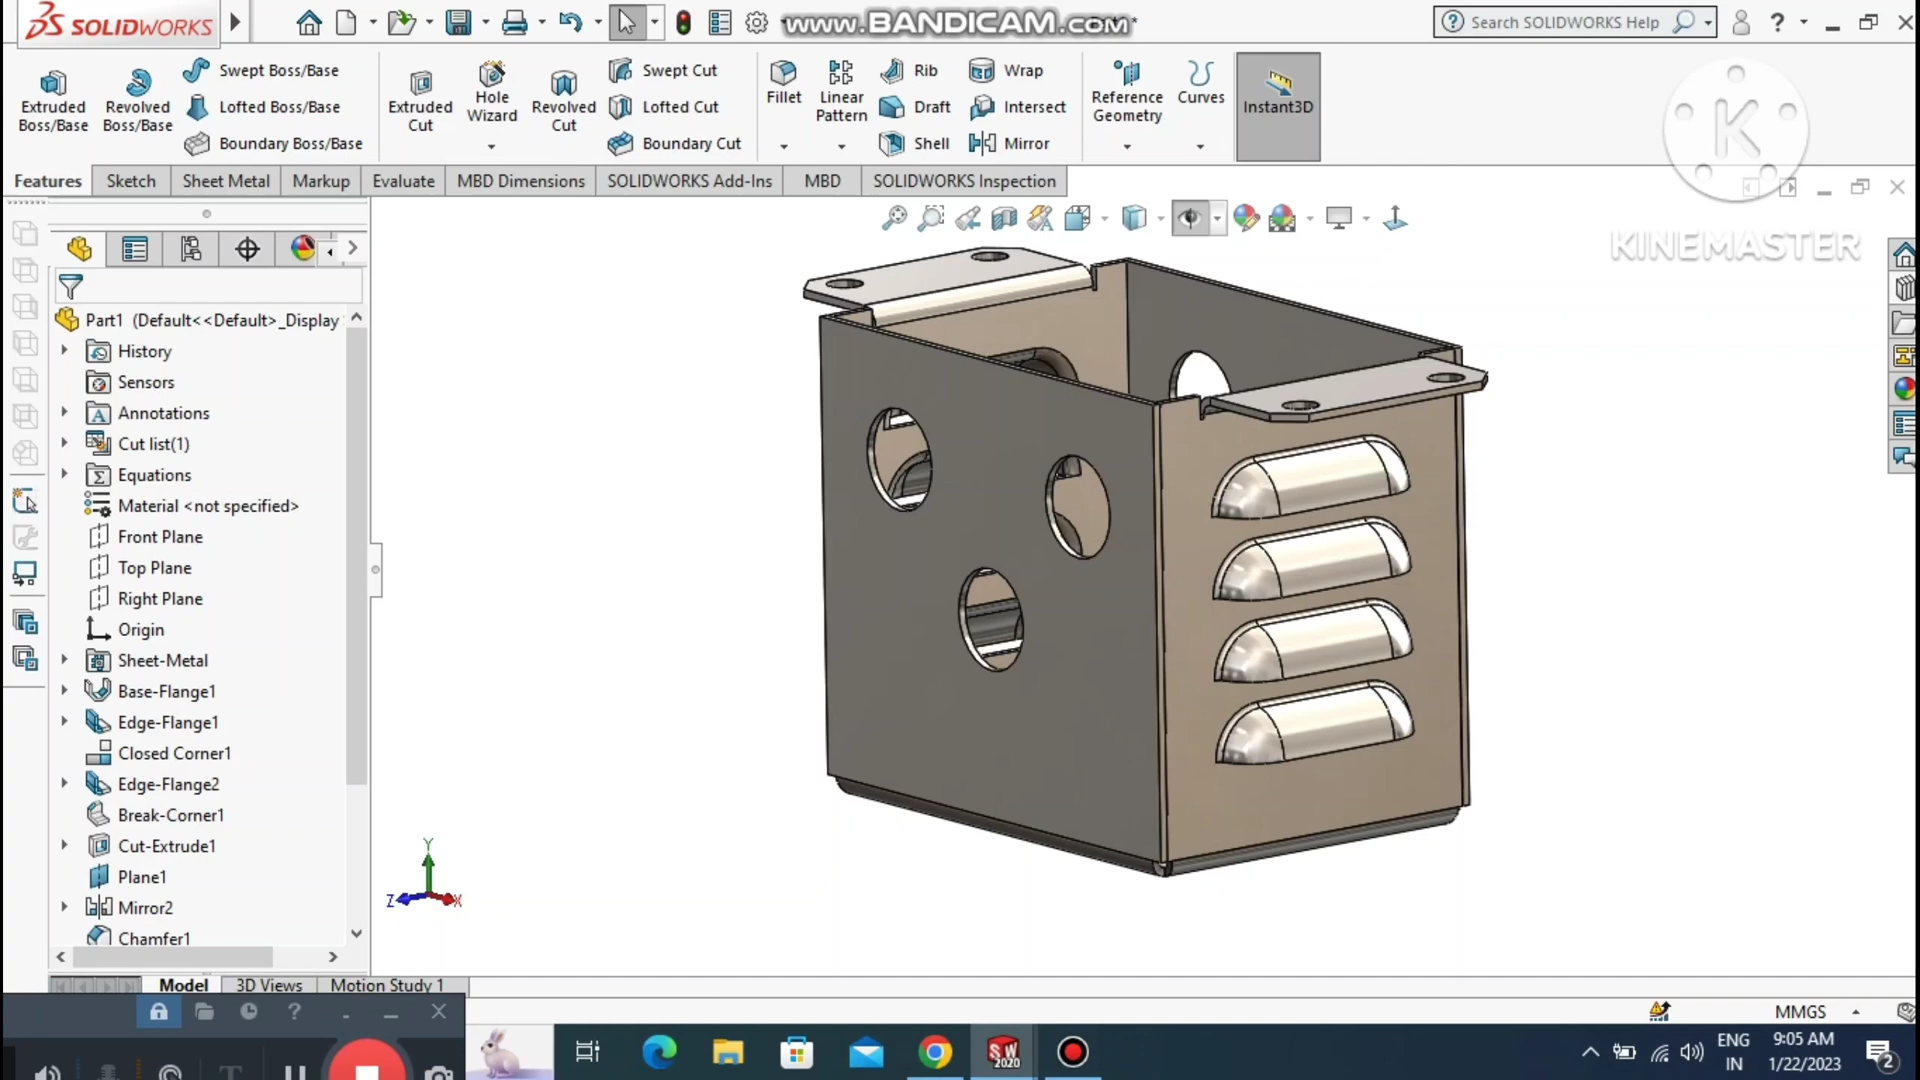 SOLIDWORKS
www.BANDICAM.com
Search SOLIDWORKS Help
Extruded Boss/Base
Revolved Boss/Base
Swept Boss/Base
Lofted Boss/Base
Boundary Boss/Base
Extruded Cut
Hole Wizard
Revolved Cut
Swept Cut
Lofted Cut
Boundary Cut
Fillet
Linear Pattern
Rib
Draft
Shell
Wrap
Intersect
Mirror
Reference Geometry
Curves
Instant3D
K
KINEMASTER
Features
Sketch
Sheet Metal
Markup
Evaluate
MBD Dimensions
SOLIDWORKS Add-Ins
MBD
SOLIDWORKS Inspection
Part1 (Default<<Default>_Display
History
Sensors
Annotations
Cut list(1)
Equations
Material <not specified>
Front Plane
Top Plane
Right Plane
Origin
Sheet-Metal
Base-Flange1
Edge-Flange1
Closed Corner1
Edge-Flange2
Break-Corner1
Cut-Extrude1
Plane1
Mirror2
Chamfer1
Y
Z
X
Model
3D Views
Motion Study 1
MMGS
SW 2020
ENG
IN
9:05 AM
1/22/2023
2